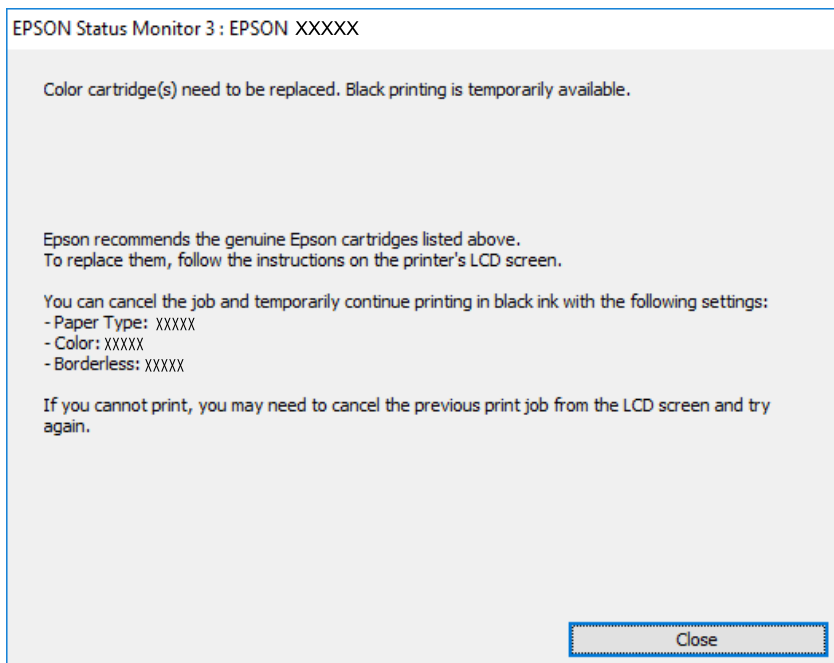 EPSON Status Monitor 3 : EPSON XXXXX
Color cartridge(s) need to be replaced. Black printing is temporarily available.
Epson recommends the genuine Epson cartridges listed above.
To replace them, follow the instructions on the printer's LCD screen.
You can cancel the job and temporarily continue printing in black ink with the following settings:
- Paper Type: XXXXX
- Color: XXXXX
- Borderless: XXXXX
If you cannot print, you may need to cancel the previous print job from the LCD screen and try
again.
Close